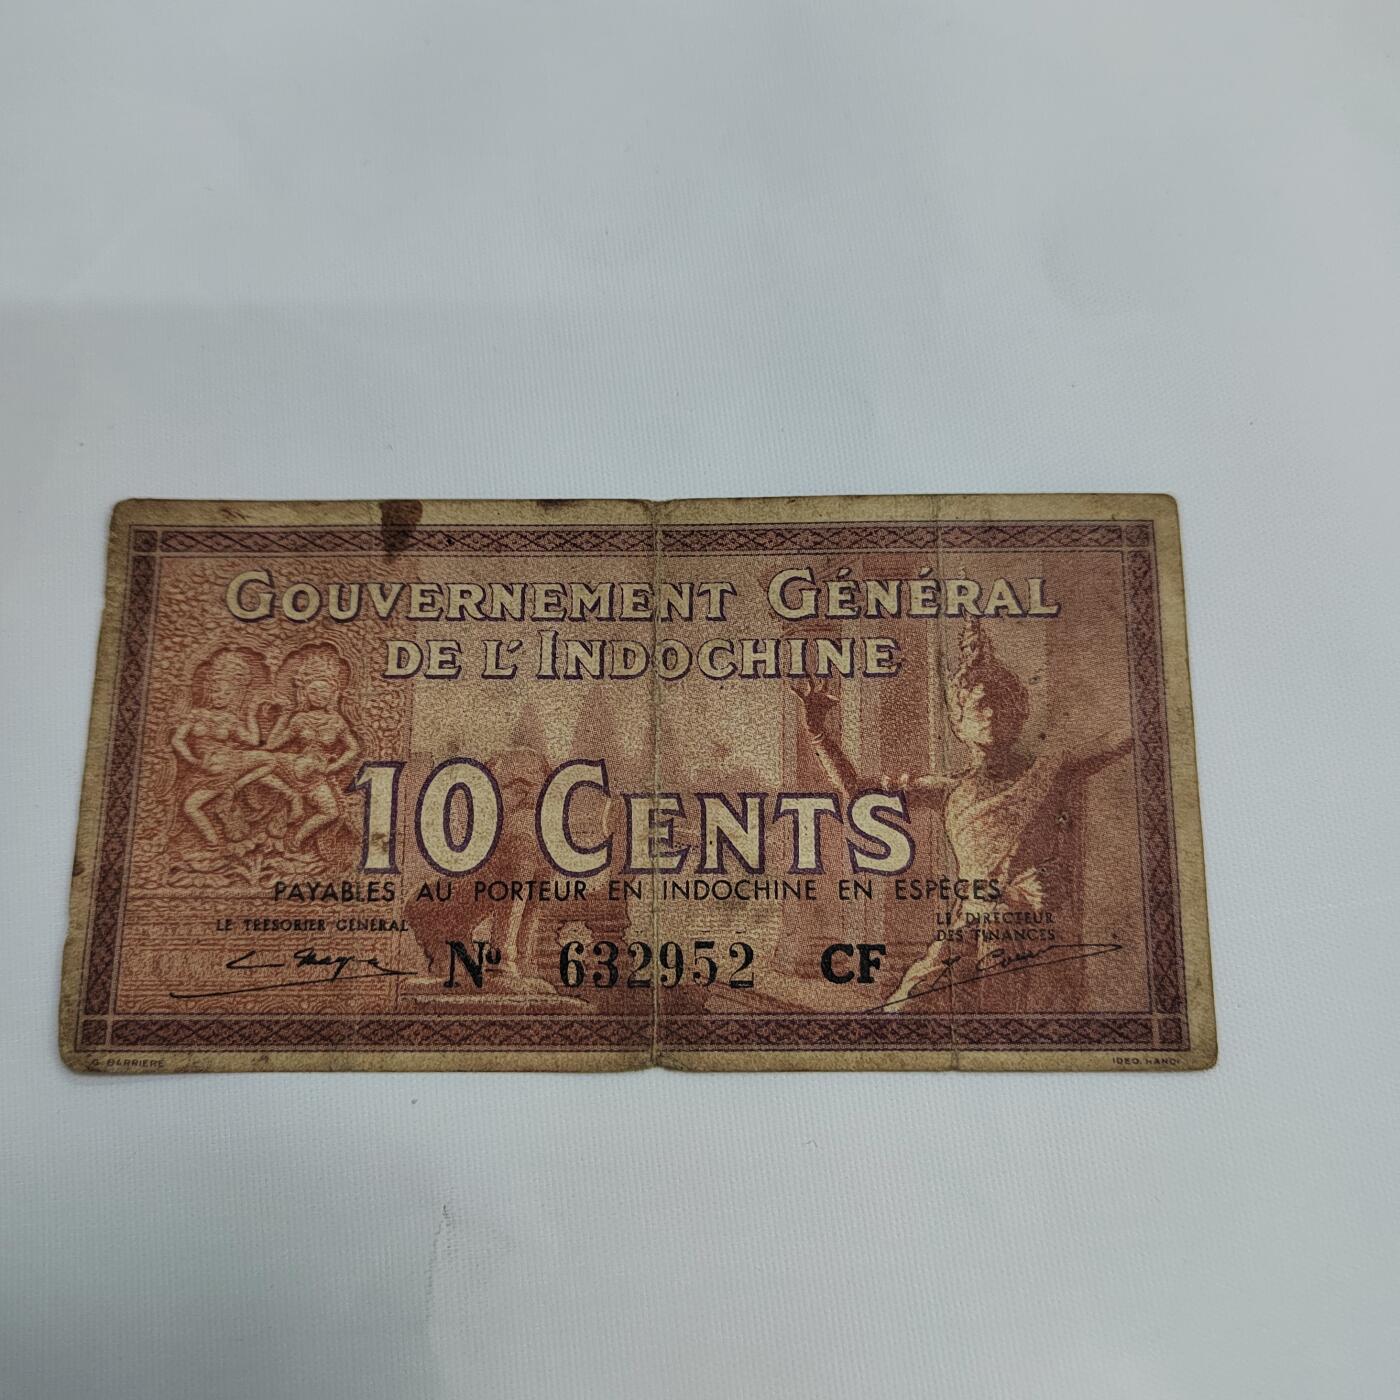 GOUVERNEMENT GÉNÉRAL
DE L'INDOCHINE
10 CENTS
PAYABLES AU PORTEUR EN INDOCHINE EN ESPÈCES
LE TRÉSORIER GÉNÉRAL
LE DIRECTEUR
DES FINANCES
Nº 632952 CF
G. BARRIERE
IDEO. HANOI